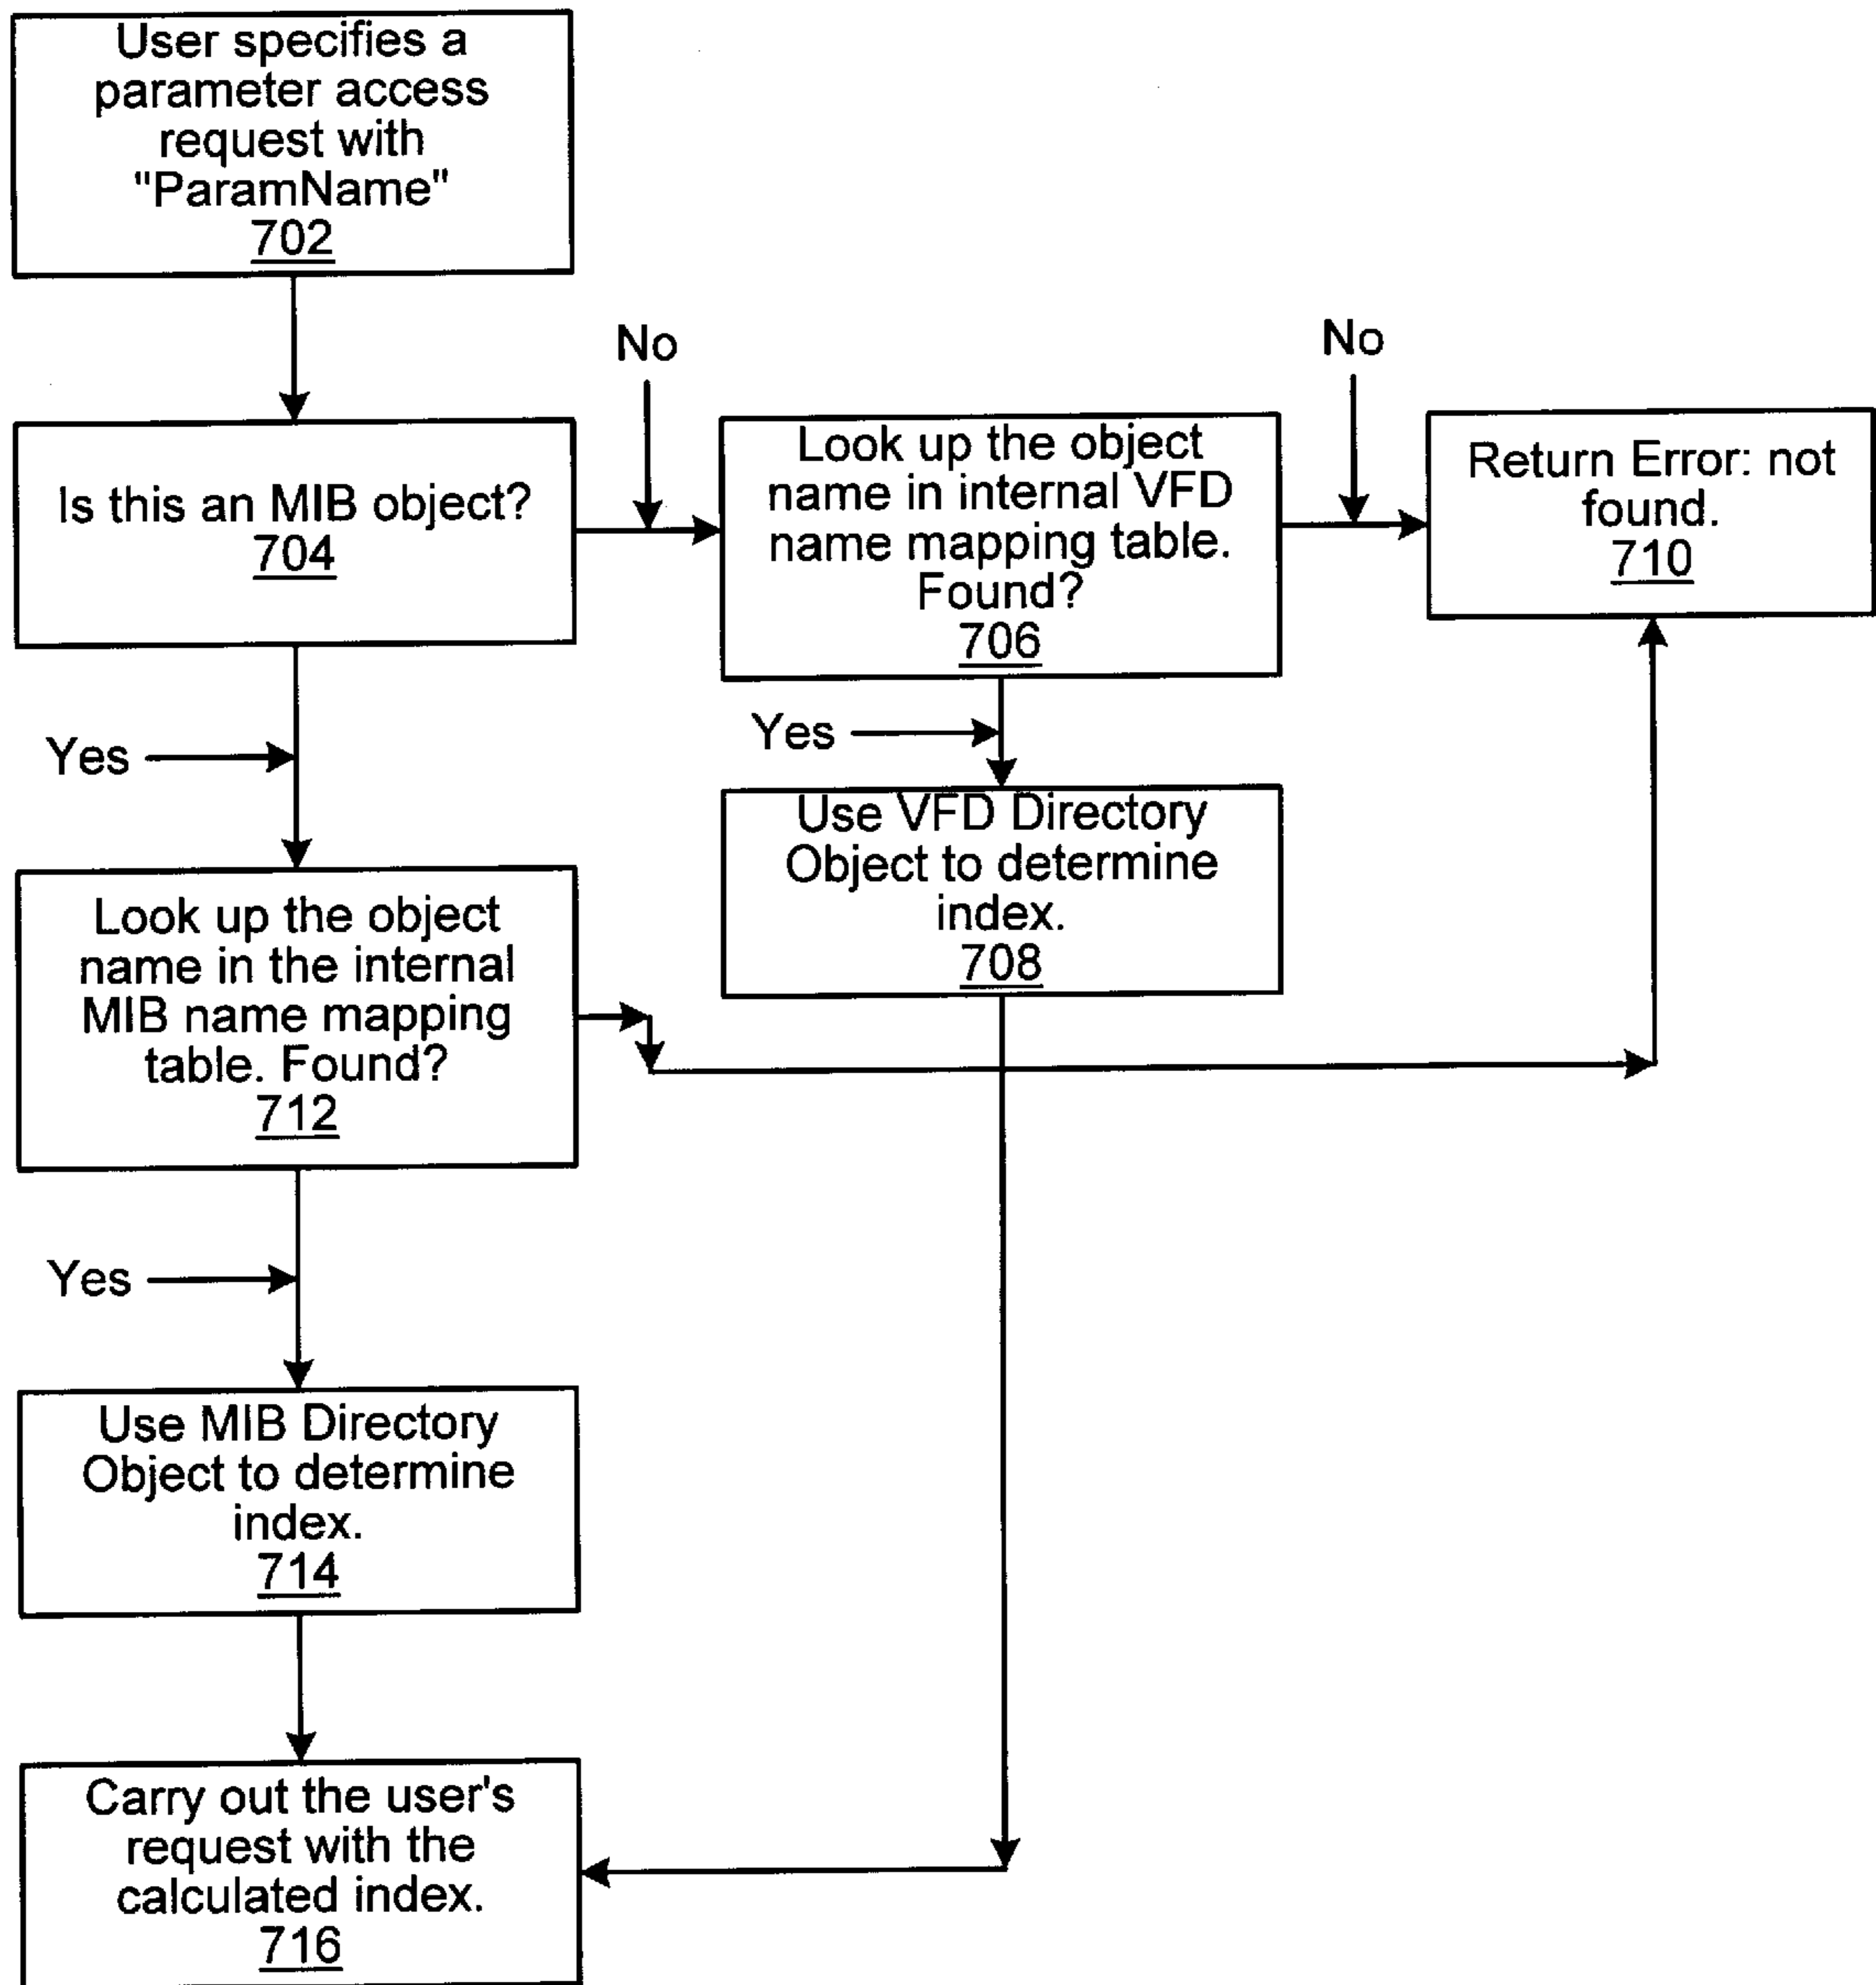 User specifies a
parameter access
request with
"ParamName"
702
No
No
Is this an MIB object?
704
Look up the object
name in internal VFD
name mapping table.
Found?
706
Return Error: not
found.
710
Yes
Yes
Use VFD Directory
Object to determine
index.
708
Look up the object
name in the internal
MIB name mapping
table. Found?
712
Yes
Use MIB Directory
Object to determine
index.
714
Carry out the user's
request with the
calculated index.
716